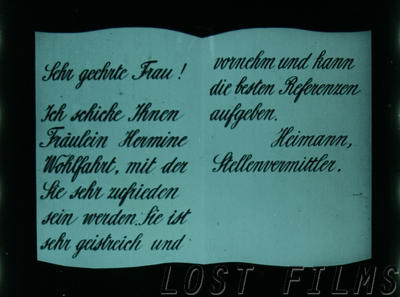 Sehr geehrte Frau!
Ich schicke Ihnen
Fräulein Hermine
Wohlfahrt, mit der
Sie sehr zufrieden
sein werden. Sie ist
sehr geistreich und
vornehm und kann
die besten Referenzen
aufgeben.
Heimann,
Stellenvermittler.
LOST FILMS